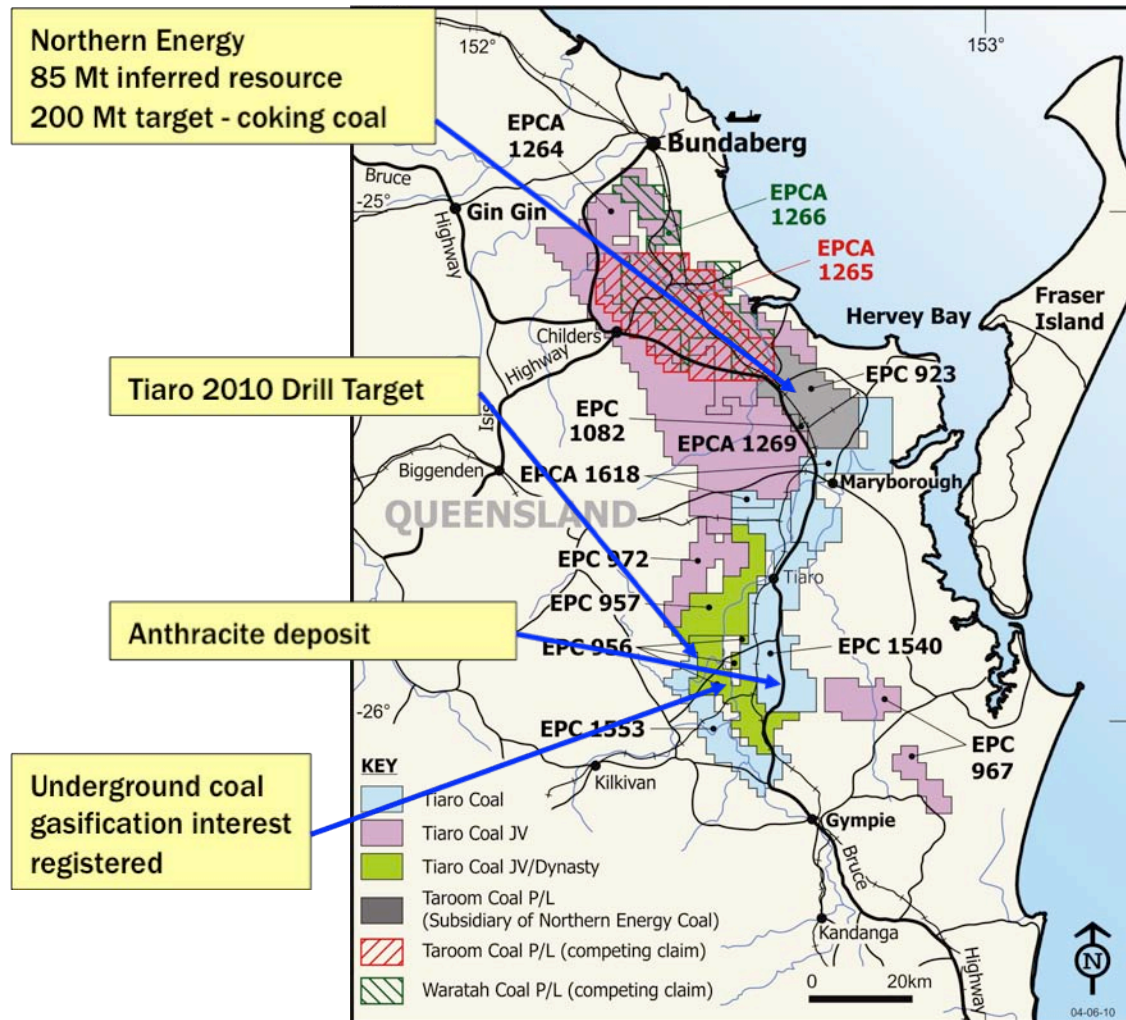 Northern Energy
85 Mt inferred resource
200 Mt target - coking coal
Tiaro 2010 Drill Target
Anthracite deposit
Underground coal
gasification interest
registered
152°
153°
EPCA
1264
Bundaberg
Bruce
Highway
-25°
Gin Gin
EPCA
1266
EPCA
1265
Fraser
Island
Hervey Bay
Childers
Highway
Isis
EPC 923
EPC
1082
EPCA 1269
Biggenden
EPCA 1618
Maryborough
QUEENSLAND
EPC 972
Tiaro
EPC 957
EPC 956
EPC 1540
-26°
EPC 1553
EPC
967
Kilkivan
Gympie
Bruce
Highway
Kandanga
KEY
Tiaro Coal
Tiaro Coal JV
Tiaro Coal JV/Dynasty
Taroom Coal P/L
(Subsidiary of Northern Energy Coal)
Taroom Coal P/L (competing claim)
Waratah Coal P/L (competing claim)
0 20km
N
04-06-10